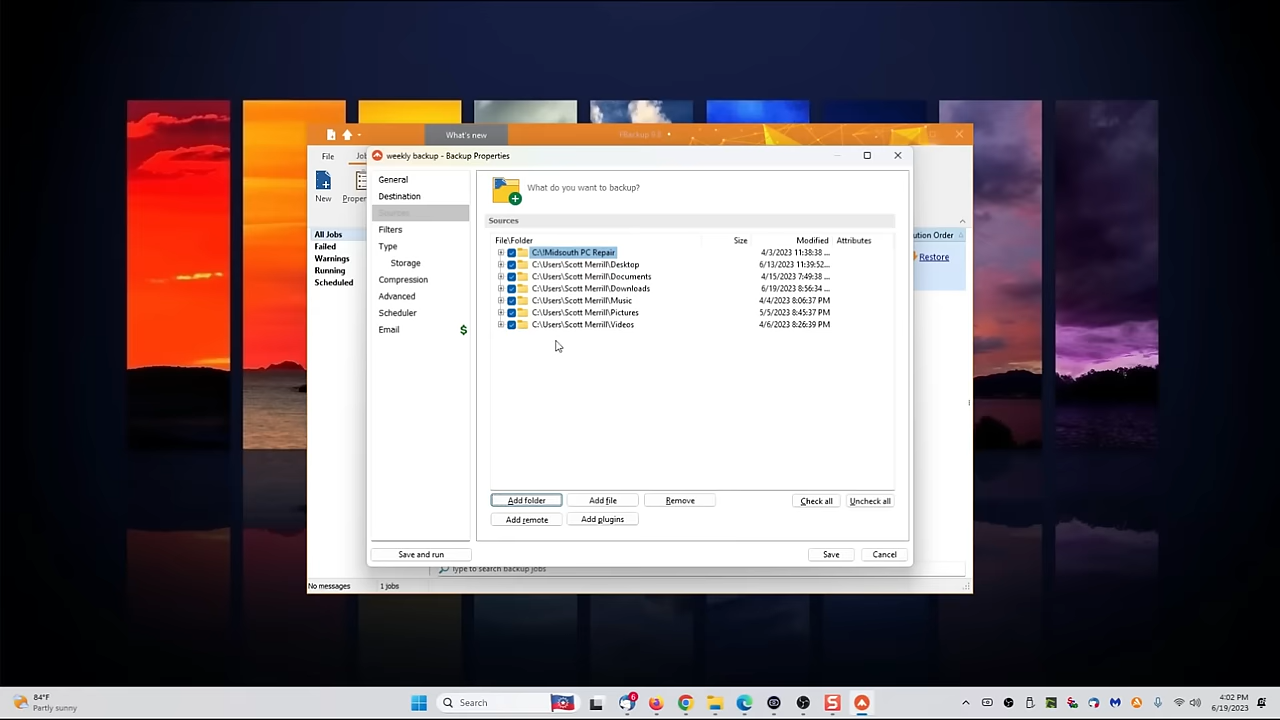 What's new
FBackup 9.8
File
New
All Jobs
Failed
Warnings
Running
Scheduled
weekly backup - Backup Properties
General
Destination
Sources
Filters
Type
Storage
Compression
Advanced
Scheduler
Email
$
What do you want to backup?
Sources
File\Folder Size Modified Attributes
C:\!Midsouth PC Repair 4/3/2023 11:38:38 ...
C:\Users\Scott Merrill\Desktop 6/13/2023 11:39:52...
C:\Users\Scott Merrill\Documents 4/15/2023 7:49:38 ...
C:\Users\Scott Merrill\Downloads 6/19/2023 8:56:34 ...
C:\Users\Scott Merrill\Music 4/4/2023 8:06:37 PM
C:\Users\Scott Merrill\Pictures 5/5/2023 8:45:37 PM
C:\Users\Scott Merrill\Videos 4/6/2023 8:26:39 PM
ution Order
Restore
Add folder Add file Remove Check all Uncheck all
Add remote Add plugins
Save and run Save Cancel
Type to search backup jobs
No messages 1 jobs
84°F
Partly sunny
Search
6
4:02 PM
6/19/2023